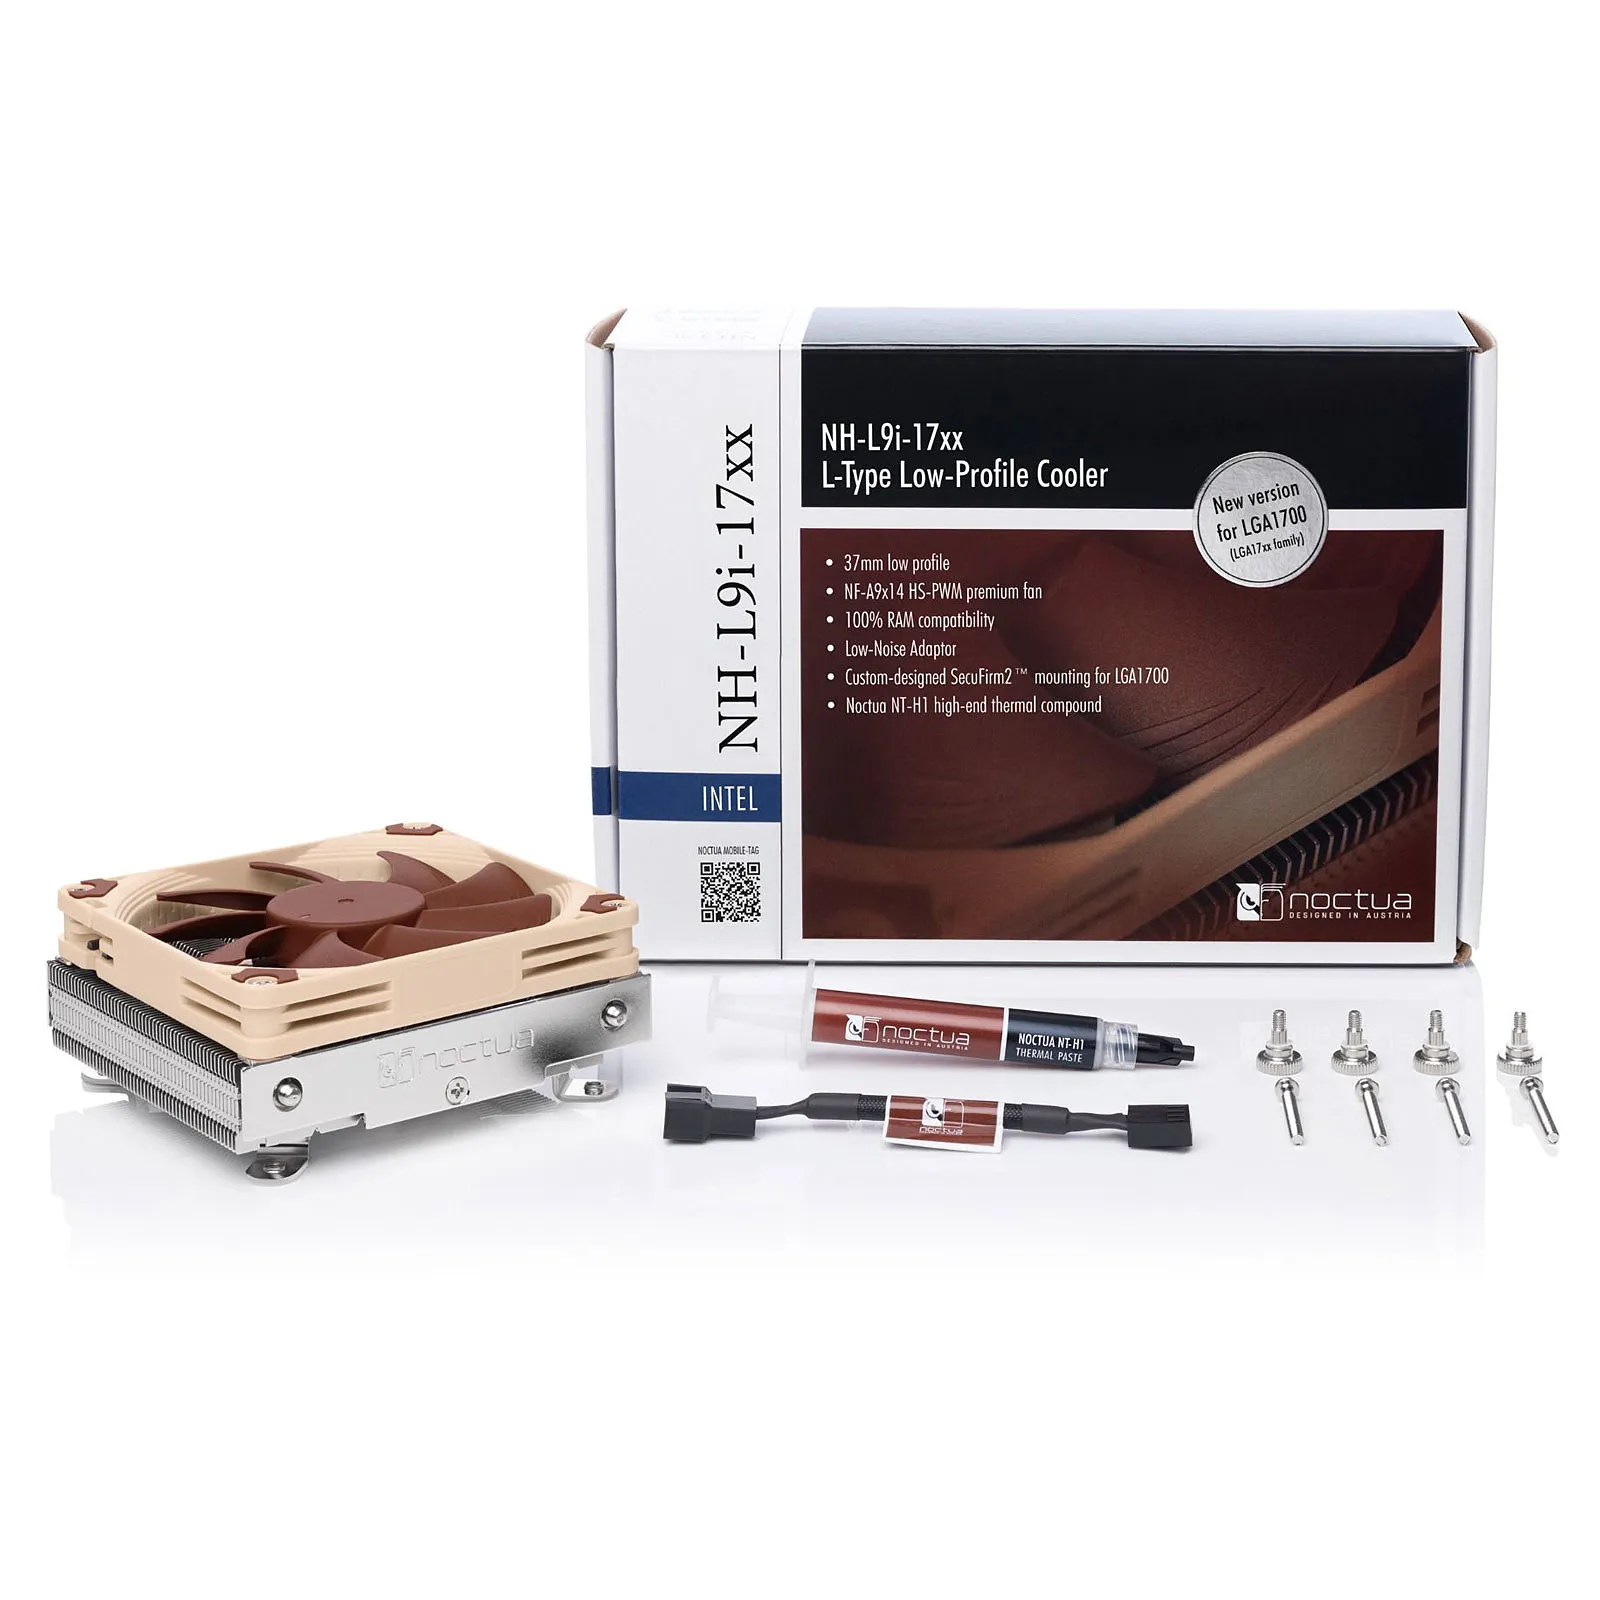 NH-L9i-17xx
INTEL
NOCTUA MOBILE-TAG
NH-L9i-17xx
L-Type Low-Profile Cooler
New version
for LGA1700
(LGA17xx family)
• 37mm low profile
• NF-A9x14 HS-PWM premium fan
• 100% RAM compatibility
• Low-Noise Adaptor
• Custom-designed SecuFirm2™ mounting for LGA1700
• Noctua NT-H1 high-end thermal compound
noctua
DESIGNED IN AUSTRIA
noctua
noctua
DESIGNED IN AUSTRIA
NOCTUA NT-H1
THERMAL PASTE
noctua